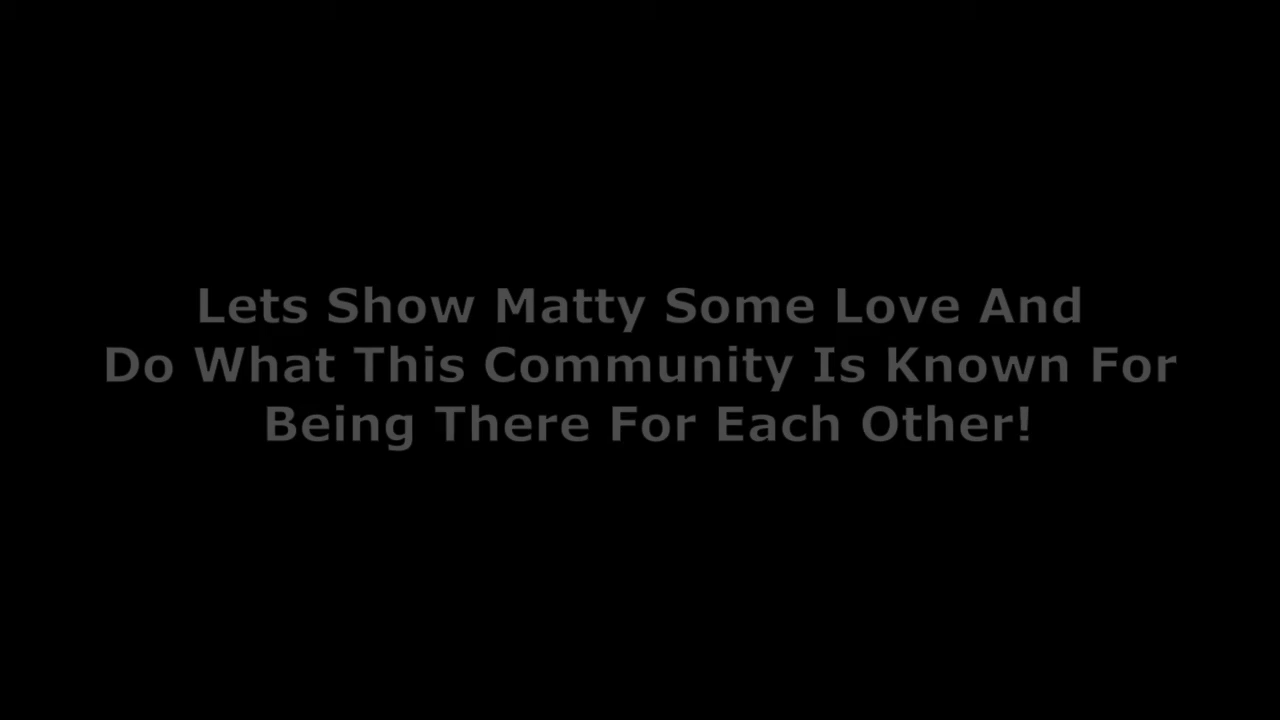 Lets Show Matty Some Love And
Do What This Community Is Known For
Being There For Each Other!